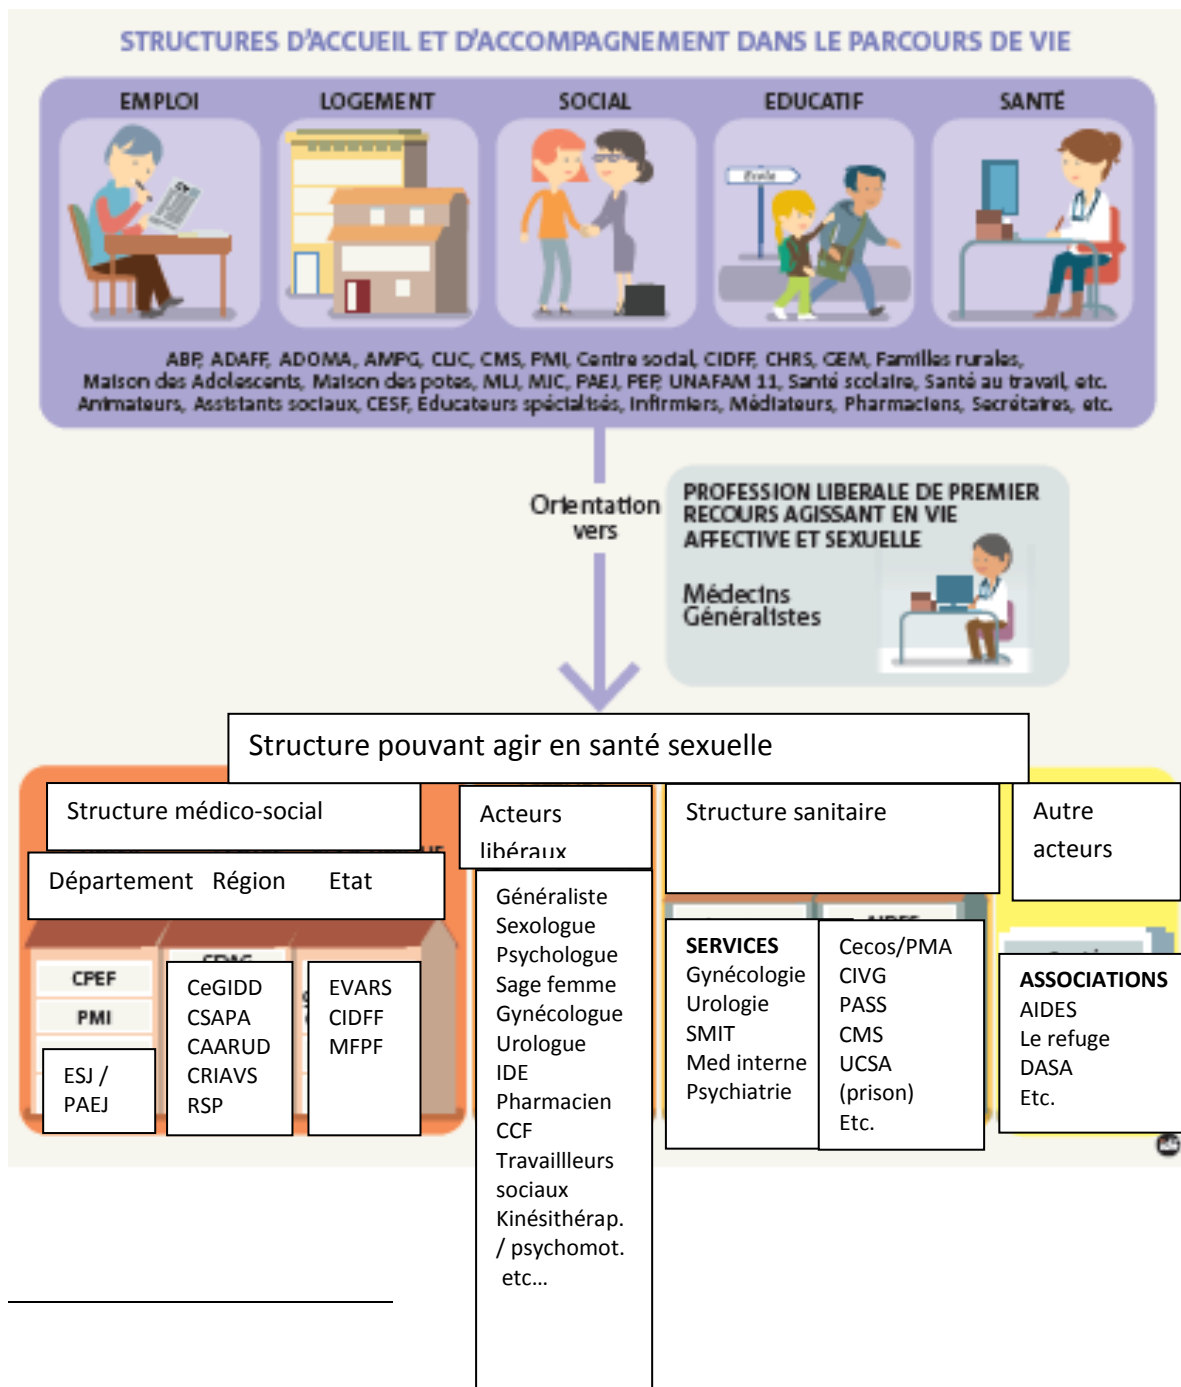 STRUCTURES D'ACCUEIL ET D'ACCOMPAGNEMENT DANS LE PARCOURS DE VIE
EMPLOI
LOGEMENT
SOCIAL
EDUCATIF
SANTÉ
CV
Ecole
ABP, ADAFF, ADOMA, AMPG, CLIC, CMS, PMI, Centre social, CIDFF, CHRS, GEM, Familles rurales,
Maison des Adolescents, Maison des potes, MLJ, MJC, PAEJ, PEP, UNAFAM 11, Santé scolaire, Santé au travail, etc.
Animateurs, Assistants sociaux, CESF, Educateurs spécialisés, Infirmiers, Médiateurs, Pharmaciens, Secrétaires, etc.
Orientation
vers
PROFESSION LIBERALE DE PREMIER
RECOURS AGISSANT EN VIE
AFFECTIVE ET SEXUELLE
Médecins
Généralistes
Structure pouvant agir en santé sexuelle
Structure médico-social
Département Région Etat
CPEF
PMI
ESJ /
PAEJ
CeGIDD
CSAPA
CAARUD
CRIAVS
RSP
EVARS
CIDFF
MFPF
Acteurs
libéraux
Généraliste
Sexologue
Psychologue
Sage femme
Gynécologue
Urologue
IDE
Pharmacien
CCF
Travaillleurs
sociaux
Kinésithérap.
/ psychomot.
etc...
Structure sanitaire
SERVICES
Gynécologie
Urologie
SMIT
Med interne
Psychiatrie
Cecos/PMA
CIVG
PASS
CMS
UCSA
(prison)
Etc.
Autre
acteurs
ASSOCIATIONS
AIDES
Le refuge
DASA
Etc.